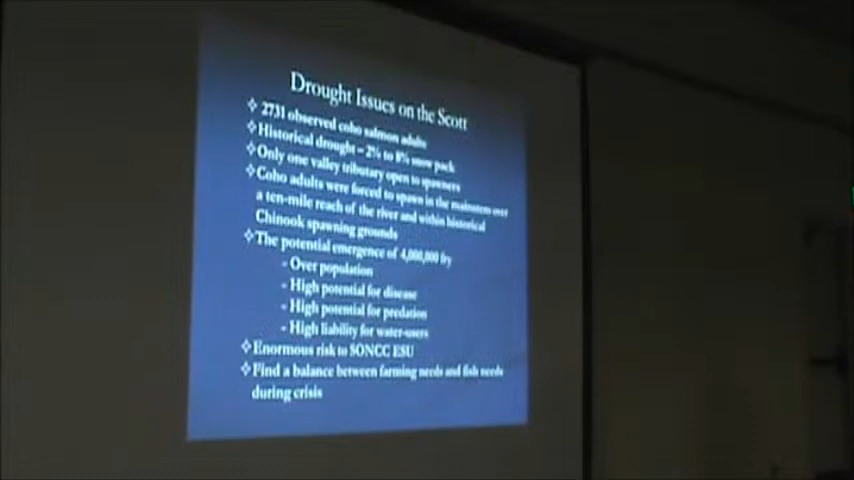 Drought Issues on the Scott
❖2731 observed coho salmon adults
❖Historical drought – 2% to 8% snow pack
❖Only one valley tributary open to spawners
❖Coho adults were forced to spawn in the mainstem over
a ten-mile reach of the river and within historical
Chinook spawning grounds
❖The potential emergence of 4,000,000 fry
- Over population
- High potential for disease
- High potential for predation
- High liability for water-users
❖Enormous risk to SONCC ESU
❖Find a balance between farming needs and fish needs
during crisis